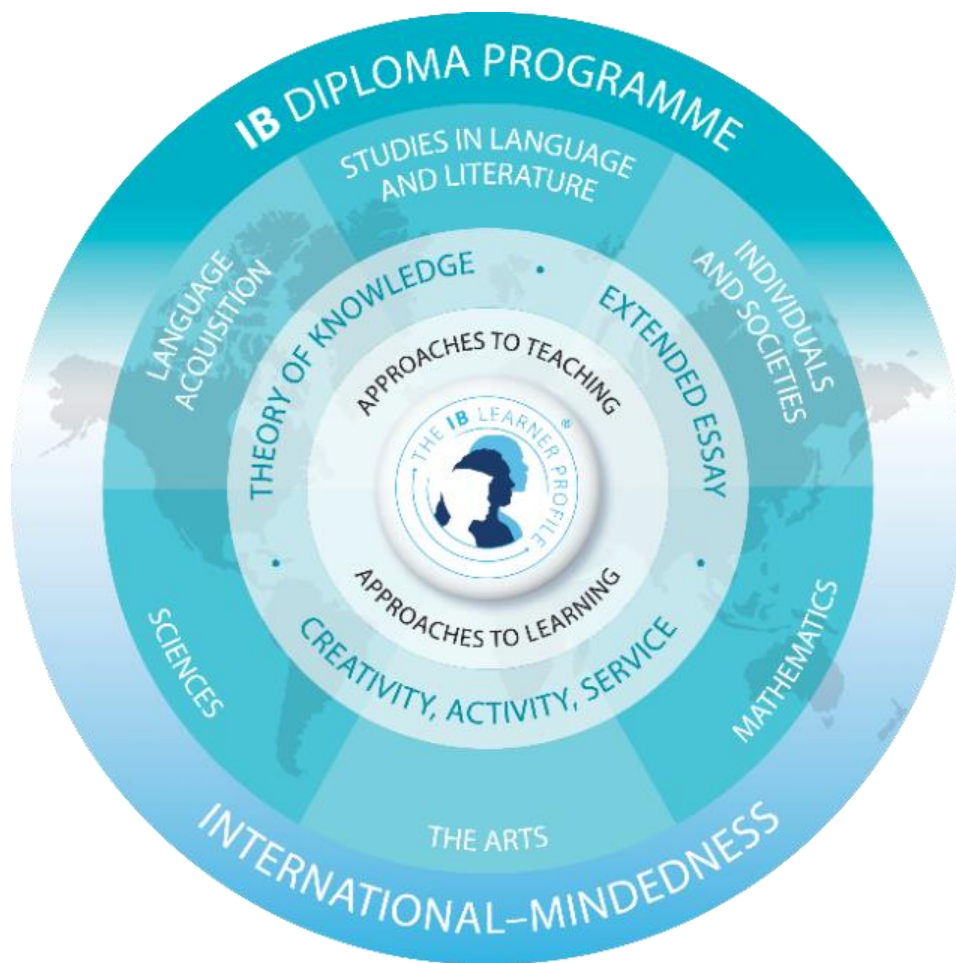 IB DIPLOMA PROGRAMME
STUDIES IN LANGUAGE
AND LITERATURE
LANGUAGE
ACQUISITION
INDIVIDUALS
AND SOCIETIES
THEORY OF KNOWLEDGE •
EXTENDED ESSAY •
APPROACHES TO TEACHING
THE IB LEARNER PROFILE ®
APPROACHES TO LEARNING
CREATIVITY, ACTIVITY, SERVICE •
SCIENCES
MATHEMATICS
THE ARTS
INTERNATIONAL–MINDEDNESS